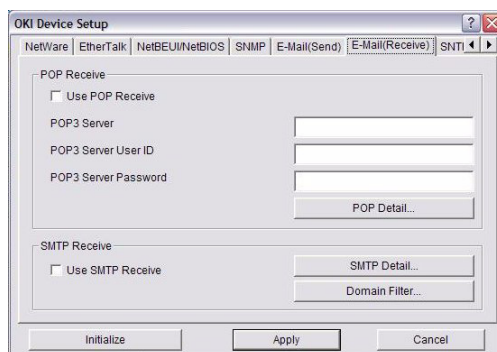 OKI Device Setup
NetWare EtherTalk NetBEUI/NetBIOS SNMP E-Mail(Send) E-Mail(Receive)
POP Receive
Use POP Receive
POP3 Server
POP3 Server User ID
POP3 Server Password
POP Detail...
SMTP Receive
Use SMTP Receive
SMTP Detail...
Domain Filter...
Initialize Apply Cancel